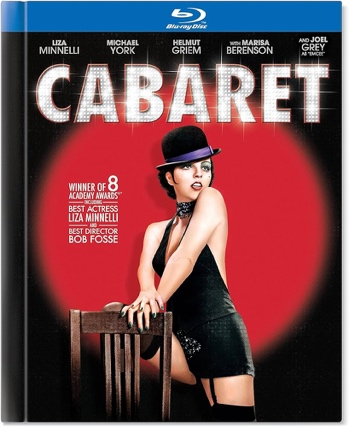 Blu-ray Disc
LIZA MINNELLI
MICHAEL YORK
HELMUT GRIEM
WITH MARISA BERENSON
AND JOEL GREY AS "EMCEE"
CABARET
WINNER OF 8
ACADEMY AWARDS
INCLUDING
BEST ACTRESS
LIZA MINNELLI
AND
BEST DIRECTOR
BOB FOSSE